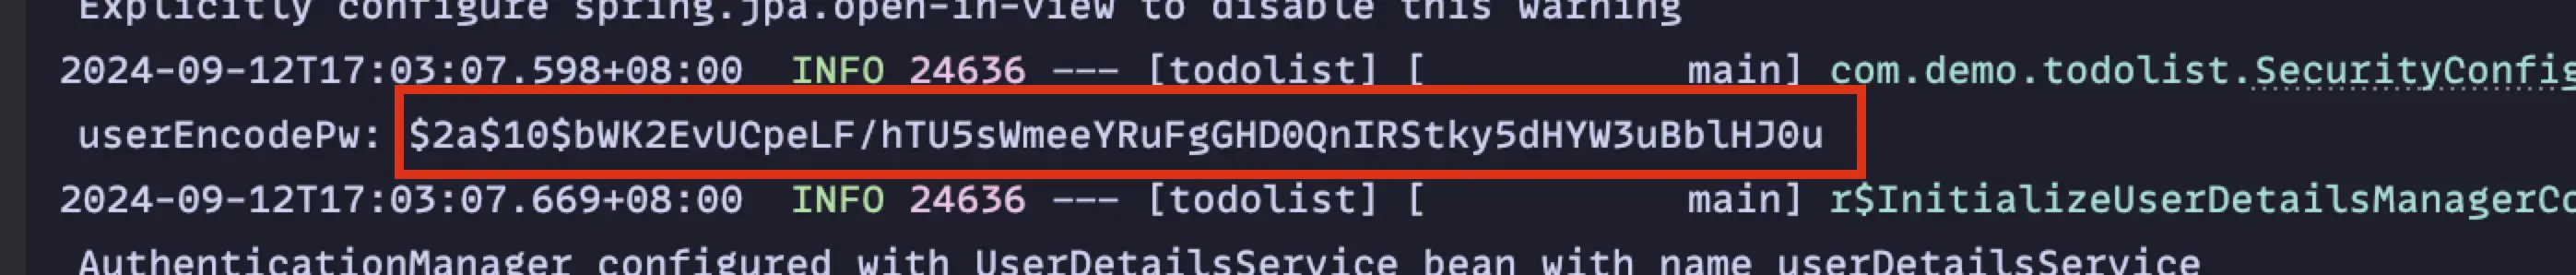 Explicitly configure spring.jpa.open-in-view to disable this warning
2024-09-12T17:03:07.598+08:00  INFO 24636 --- [todolist] [           main] com.demo.todolist.SecurityConfig
userEncodePw: $2a$10$bWK2EvUCpeLF/hTU5sWmeeYRuFgGHD0QnIRStky5dHYW3uBblHJ0u
2024-09-12T17:03:07.669+08:00  INFO 24636 --- [todolist] [           main] r$InitializeUserDetailsManagerCo
AuthenticationManager configured with UserDetailsService bean with name userDetailsService